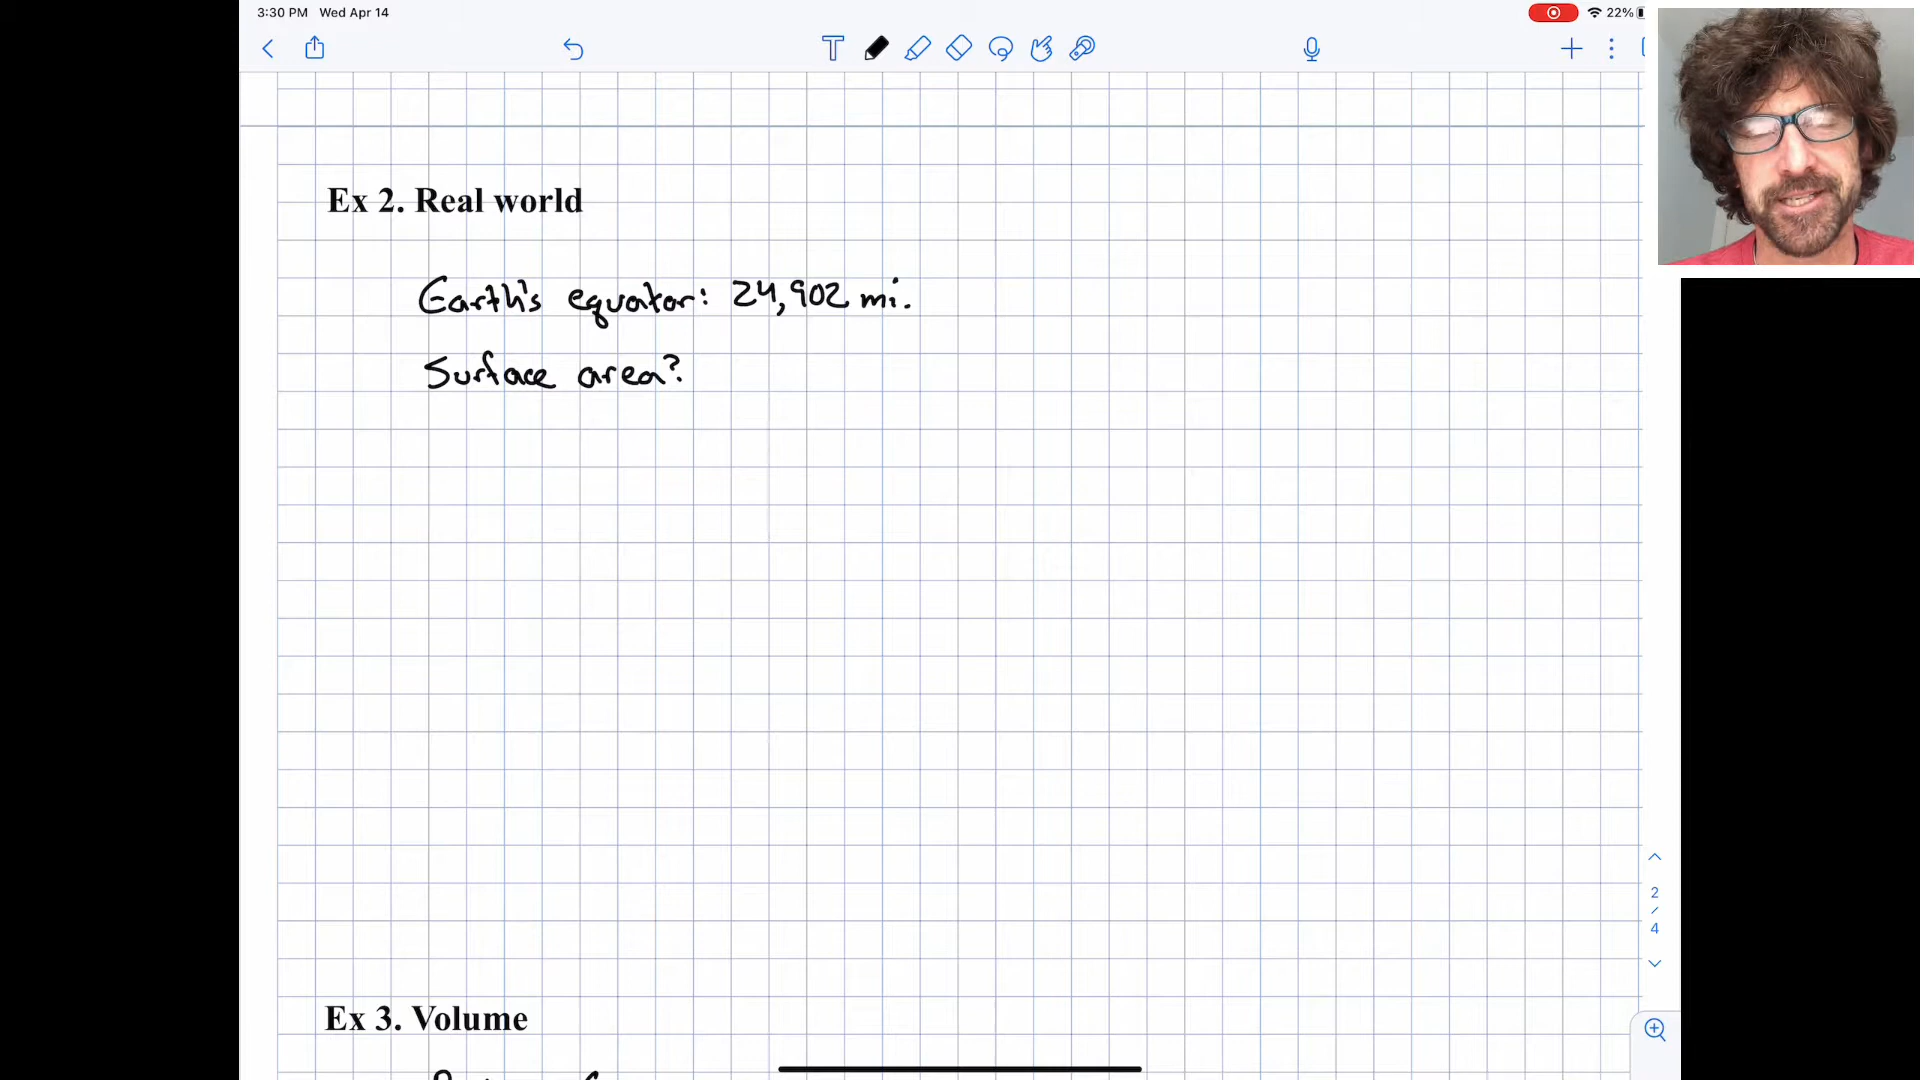 3:30 PM Wed Apr 14
22%
Ex 2. Real world
Earth's equator: 24,902 mi.
Surface area?
2
/
4
Ex 3. Volume